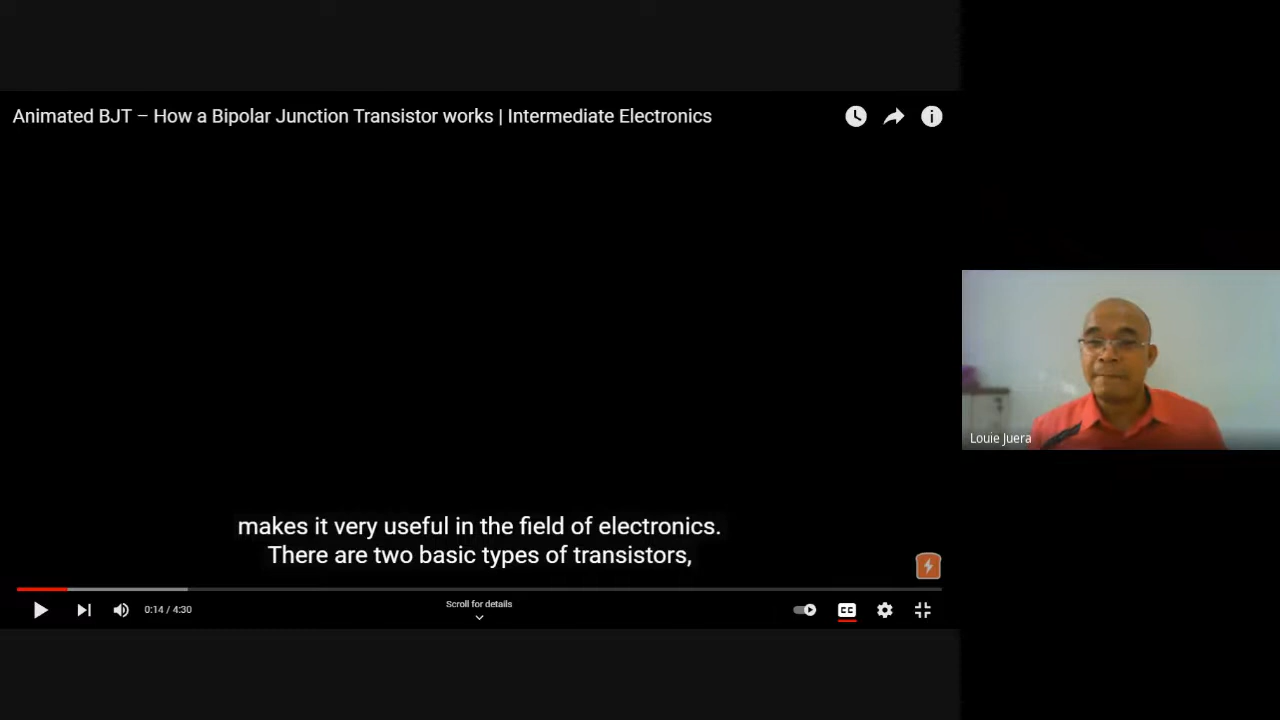 Animated BJT – How a Bipolar Junction Transistor works | Intermediate Electronics
Louie Juera
makes it very useful in the field of electronics.
There are two basic types of transistors,
Scroll for details
0:14 / 4:30
CC